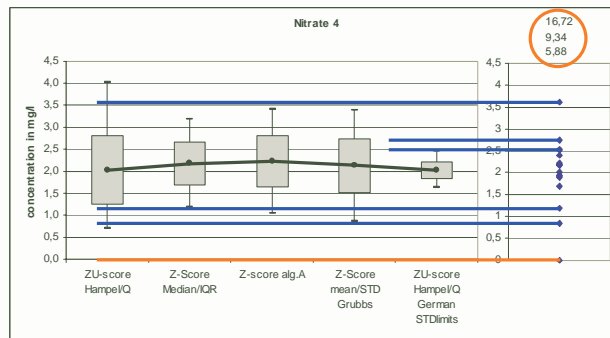 Nitrate 4
16,72
9,34
5,88
concentration in mg/l
4,5
4,0
3,5
3,0
2,5
2,0
1,5
1,0
0,5
0,0
4,5
4
3,5
3
2,5
2
1,5
1
0,5
0
ZU-score
Hampel/Q
Z-Score
Median/IQR
Z-score alg.A
Z-Score
mean/STD
Grubbs
ZU-score
Hampel/Q
German
STDlimits